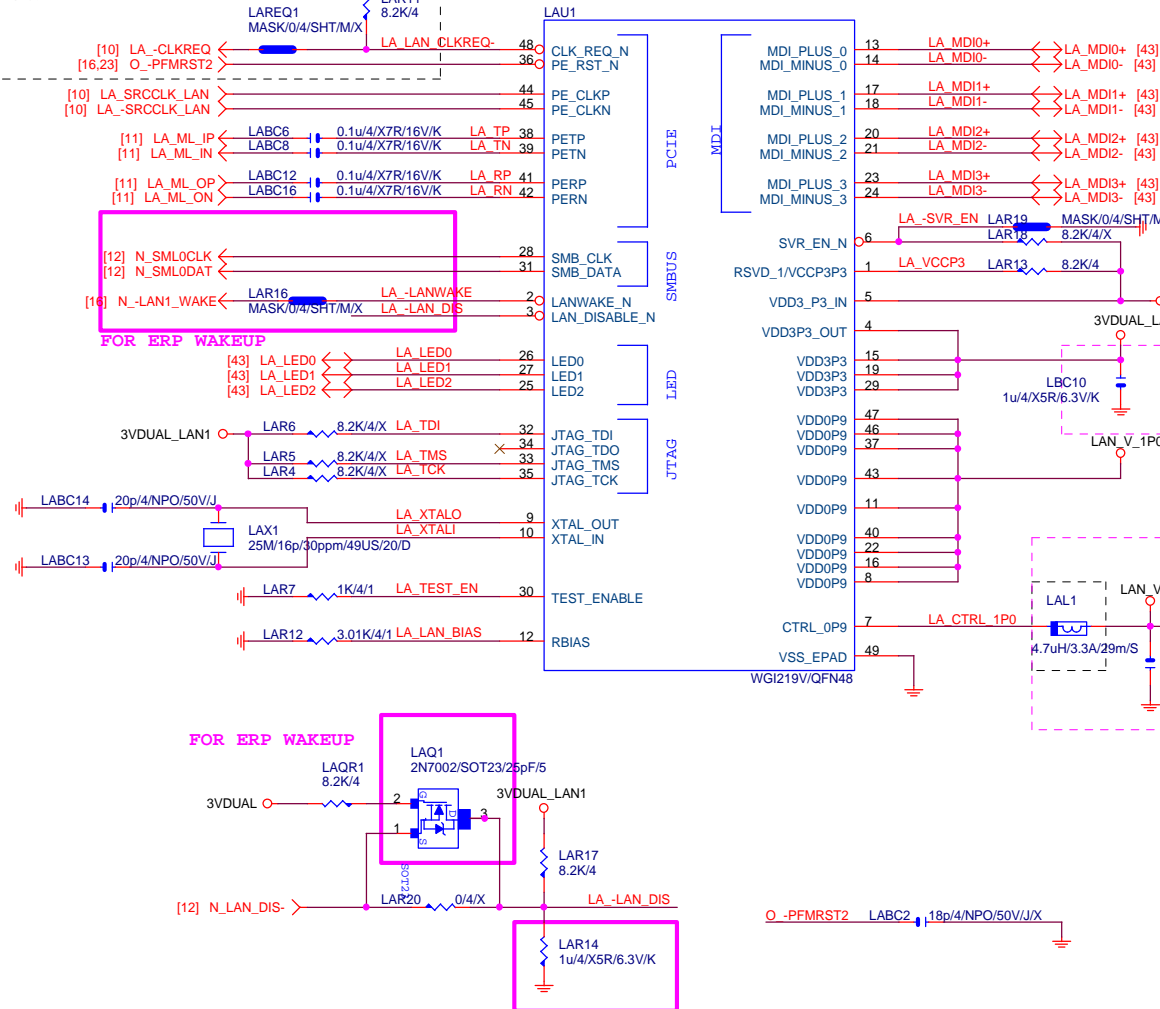 LAREQ1
MASK/0/4/SHT/M/X
8.2K/4
LAU1
[10] LA_-CLKREQ
LA_LAN_CLKREQ-
48
CLK_REQ_N
[16,23] O_-PFMRST2
36
PE_RST_N
[10] LA_SRCCLK_LAN
44
PE_CLKP
[10] LA_-SRCCLK_LAN
45
PE_CLKN
[11] LA_ML_IP
LABC6
0.1u/4/X7R/16V/K
LA_TP
38
PETP
[11] LA_ML_IN
LABC8
0.1u/4/X7R/16V/K
LA_TN
39
PETN
[11] LA_ML_OP
LABC12
0.1u/4/X7R/16V/K
LA_RP
41
PERP
[11] LA_ML_ON
LABC16
0.1u/4/X7R/16V/K
LA_RN
42
PERN
PCIE
[12] N_SML0CLK
28
SMB_CLK
[12] N_SML0DAT
31
SMB_DATA
SMBUS
[16] N_-LAN1_WAKE
LAR16
MASK/0/4/SHT/M/X
LA_-LANWAKE
2
LANWAKE_N
LA_-LAN_DIS
3
LAN_DISABLE_N
FOR ERP WAKEUP
[43] LA_LED0
LA_LED0
26
LED0
[43] LA_LED1
LA_LED1
27
LED1
[43] LA_LED2
LA_LED2
25
LED2
LED
3VDUAL_LAN1
LAR6
8.2K/4/X
LA_TDI
32
JTAG_TDI
34
JTAG_TDO
LAR5
8.2K/4/X
LA_TMS
33
JTAG_TMS
LAR4
8.2K/4/X
LA_TCK
35
JTAG_TCK
JTAG
LABC14
20p/4/NPO/50V/J
LA_XTALO
9
XTAL_OUT
LAX1
25M/16p/30ppm/49US/20/D
LA_XTALI
10
XTAL_IN
LABC13
20p/4/NPO/50V/J
LAR7
1K/4/1
LA_TEST_EN
30
TEST_ENABLE
LAR12
3.01K/4/1
LA_LAN_BIAS
12
RBIAS
MDI
MDI_PLUS_0
13
LA_MDI0+
LA_MDI0+ [43]
MDI_MINUS_0
14
LA_MDI0-
LA_MDI0- [43]
MDI_PLUS_1
17
LA_MDI1+
LA_MDI1+ [43]
MDI_MINUS_1
18
LA_MDI1-
LA_MDI1- [43]
MDI_PLUS_2
20
LA_MDI2+
LA_MDI2+ [43]
MDI_MINUS_2
21
LA_MDI2-
LA_MDI2- [43]
MDI_PLUS_3
23
LA_MDI3+
LA_MDI3+ [43]
MDI_MINUS_3
24
LA_MDI3-
LA_MDI3- [43]
SVR_EN_N
6
LA_-SVR_EN
LAR19
MASK/0/4/SHT/M
LAR18
8.2K/4/X
RSVD_1/VCCP3P3
1
LA_VCCP3
LAR13
8.2K/4
VDD3_P3_IN
5
3VDUAL_L
VDD3P3_OUT
4
VDD3P3
15
VDD3P3
19
VDD3P3
29
LBC10
1u/4/X5R/6.3V/K
VDD0P9
47
VDD0P9
46
VDD0P9
37
LAN_V_1P0
VDD0P9
43
VDD0P9
11
VDD0P9
40
VDD0P9
22
VDD0P9
16
VDD0P9
8
CTRL_0P9
7
LA_CTRL_1P0
LAL1
4.7uH/3.3A/29m/S
LAN_V
VSS_EPAD
49
WGI219V/QFN48
FOR ERP WAKEUP
LAQ1
2N7002/SOT23/25pF/5
LAQR1
8.2K/4
3VDUAL
2
G
1
S
D
3
3VDUAL_LAN1
LAR17
8.2K/4
[12] N_LAN_DIS-
LAR20
0/4/X
LA_-LAN_DIS
LAR14
1u/4/X5R/6.3V/K
O_-PFMRST2
LABC2
18p/4/NPO/50V/J/X